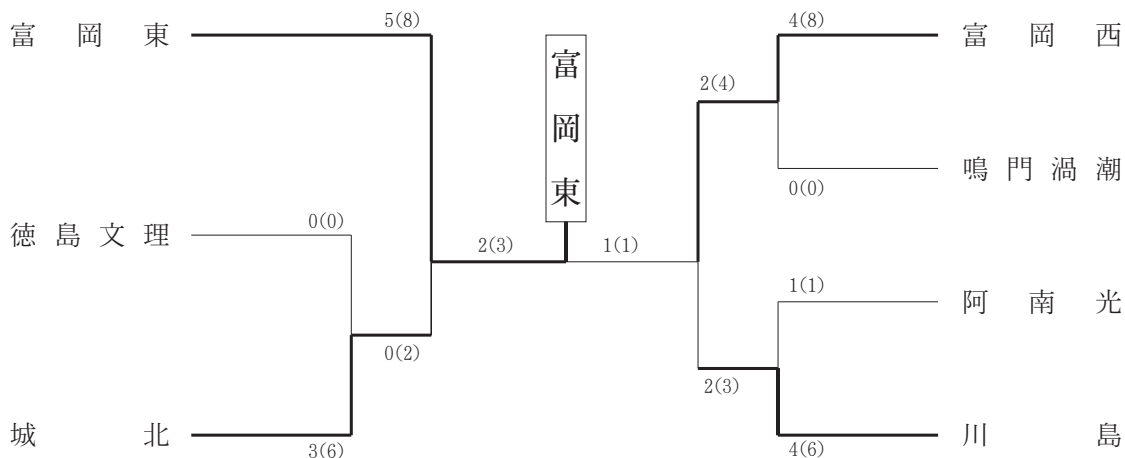 5(8)
4(8)
富岡東
富岡西
富岡東
2(4)
鳴門渦潮
0(0)
徳島文理
0(0)
2(3)
1(1)
1(1)
阿南光
0(2)
2(3)
城北
3(6)
川島
4(6)